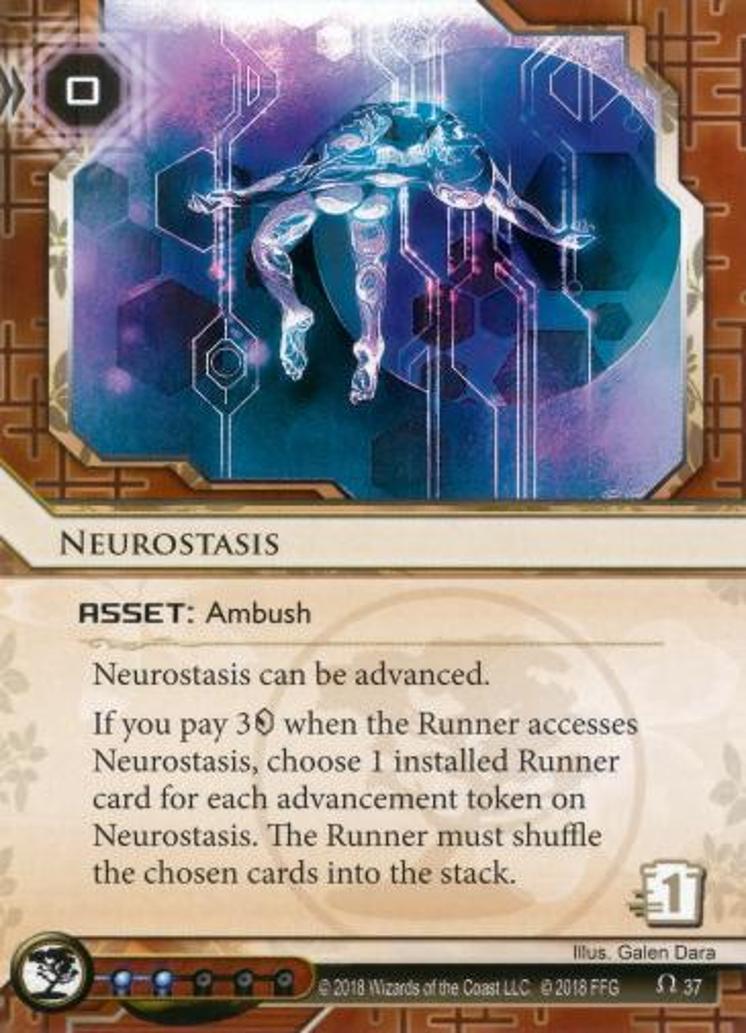 NEUROSTASIS
ASSET: Ambush
Neurostasis can be advanced.
If you pay 3 when the Runner accesses
Neurostasis, choose 1 installed Runner
card for each advancement token on
Neurostasis. The Runner must shuffle
the chosen cards into the stack.
1
Illus. Galen Dara
© 2018 Wizards of the Coast LLC © 2018 FFG Ω 37